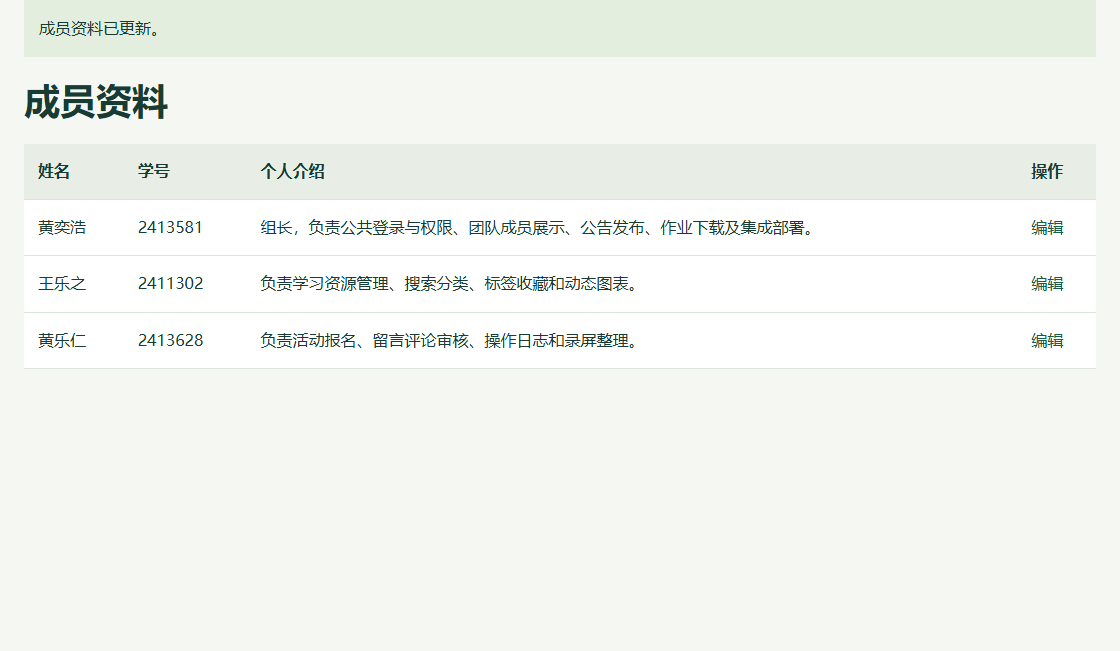 成员资料已更新。
成员资料
姓名 学号 个人介绍 操作
黄奕浩 2413581 组长，负责公共登录与权限、团队成员展示、公告发布、作业下载及集成部署。 编辑
王乐之 2411302 负责学习资源管理、搜索分类、标签收藏和动态图表。 编辑
黄乐仁 2413628 负责活动报名、留言评论审核、操作日志和录屏整理。 编辑